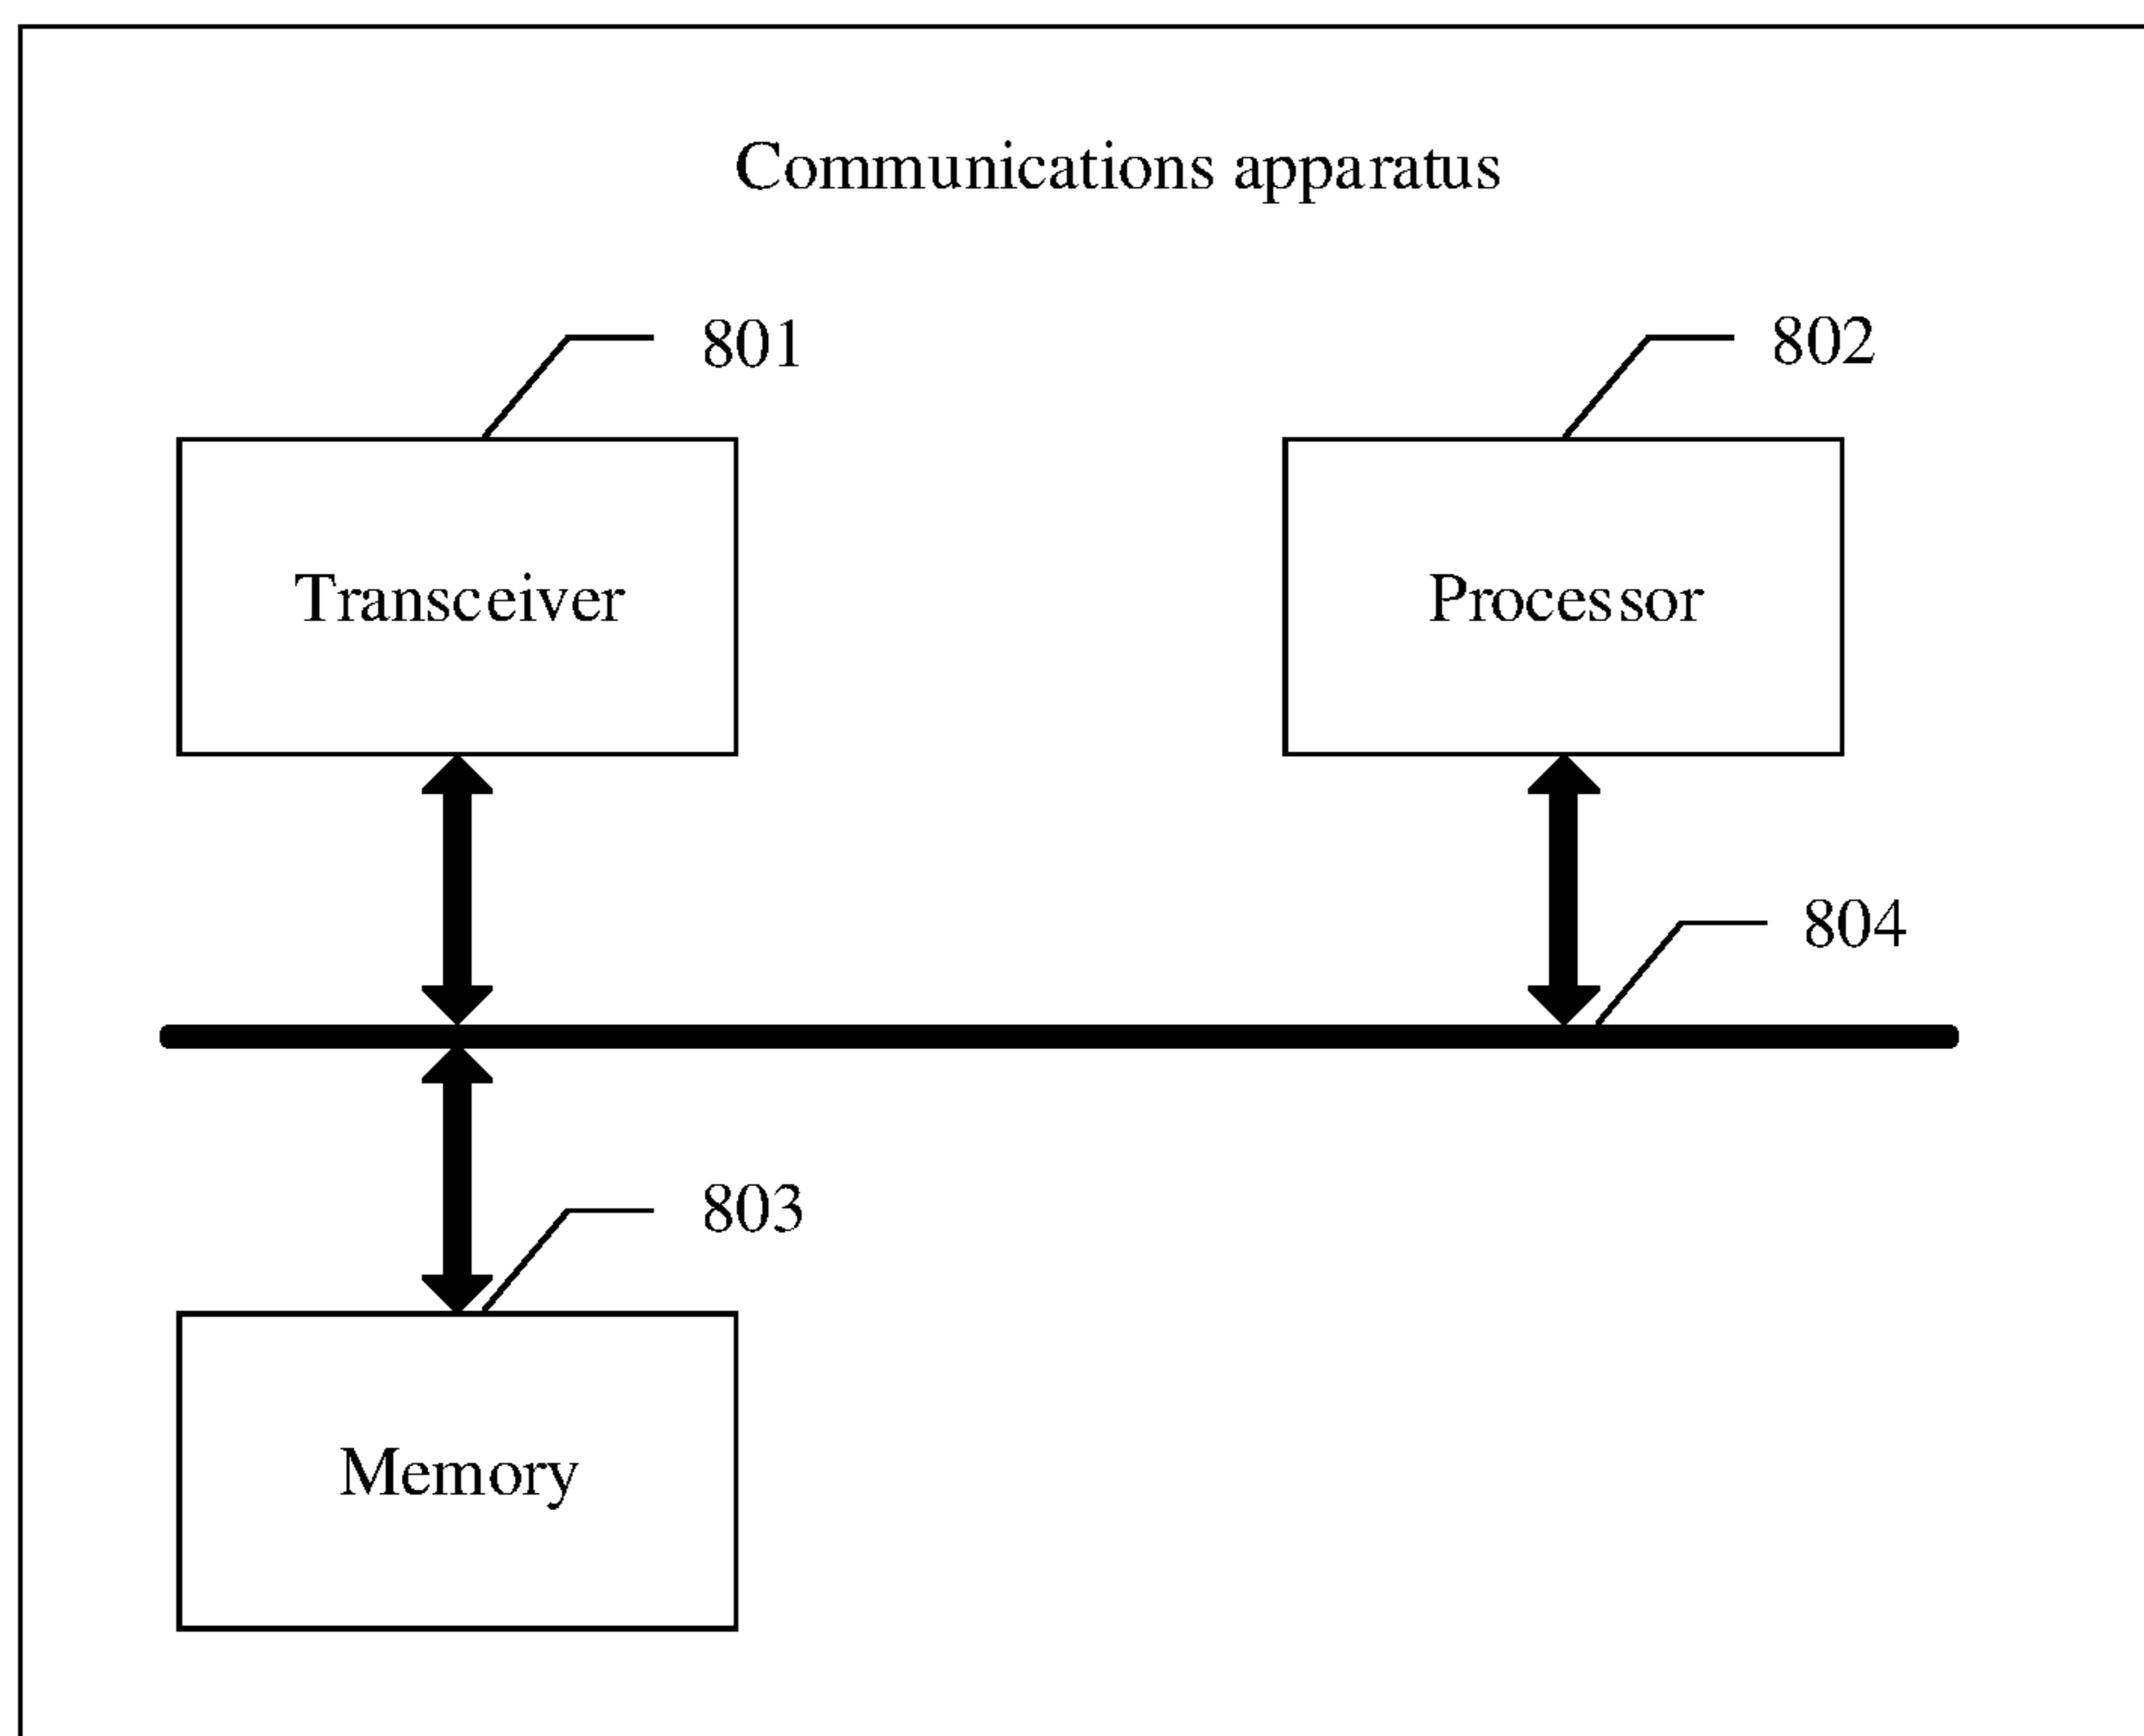 Communications apparatus
801
802
Transceiver
Processor
804
803
Memory